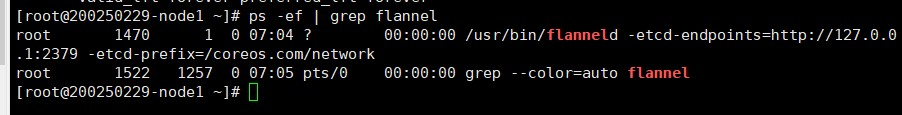 [root@200250229-node1 ~]# ps -ef | grep flannel
root      1470     1  0 07:04 ?        00:00:00 /usr/bin/flanneld -etcd-endpoints=http://127.0.0
.1:2379 -etcd-prefix=/coreos.com/network
root      1522  1257  0 07:05 pts/0    00:00:00 grep --color=auto flannel
[root@200250229-node1 ~]#